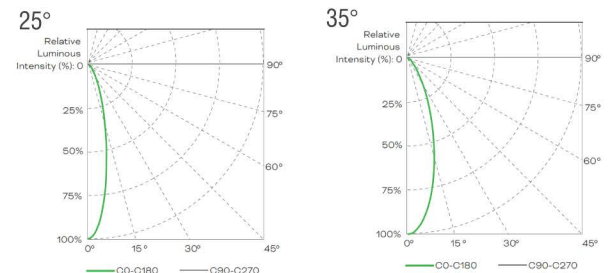 25°
Relative
Luminous
Intensity (%): 0
90°
25%
75°
50%
60°
75%
100%
0°
15 °
30°
45°
C0-C180
C90-C270
35°
Relative
Luminous
Intensity (%): 0
90°
25%
75°
50%
60°
75%
100%
0°
15°
30°
45°
C0-C180
C90-C270